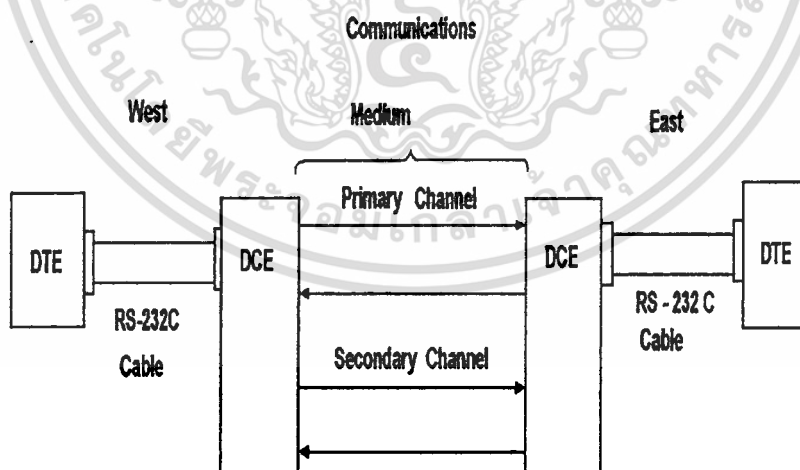 Communications
West
Medium
East
Primary Channel
DTE
DCE
DCE
DTE
RS-232C
Cable
RS - 232 C
Cable
Secondary Channel